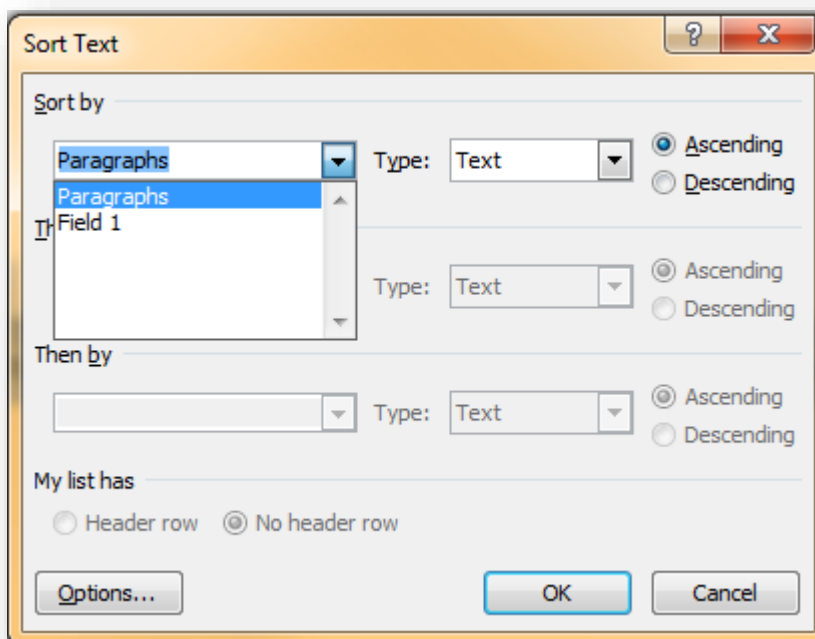 Sort Text
Sort by
Paragraphs Type: Text Ascending
Descending
Paragraphs
Field 1
Th
Type: Text Ascending
Descending
Then by
Type: Text Ascending
Descending
My list has
Header row No header row
Options... OK Cancel